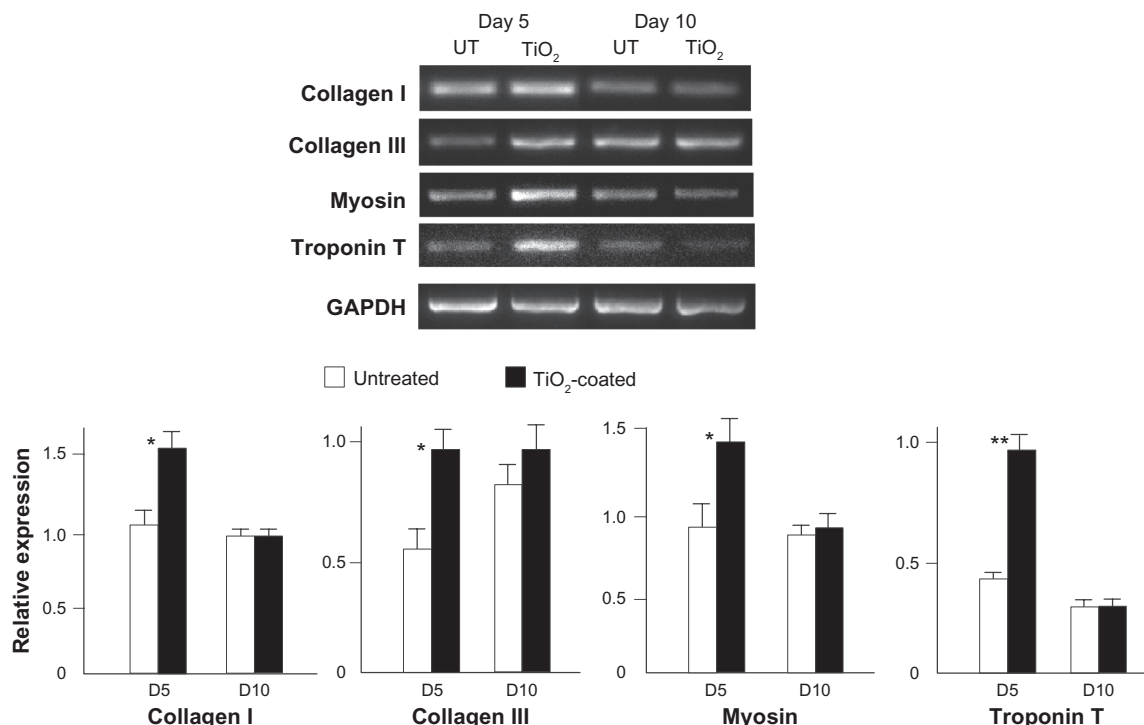 Day 5 Day 10
UT TiO2 UT TiO2
Collagen I
Collagen III
Myosin
Troponin T
GAPDH
Untreated TiO2-coated
Relative expression
1.5
1.0
0.5
0
* 
D5 D10
Collagen I
1.0
0.5
0
*
D5 D10
Collagen III
1.5
1.0
0.5
0
*
D5 D10
Myosin
1.0
0.5
0
**
D5 D10
Troponin T